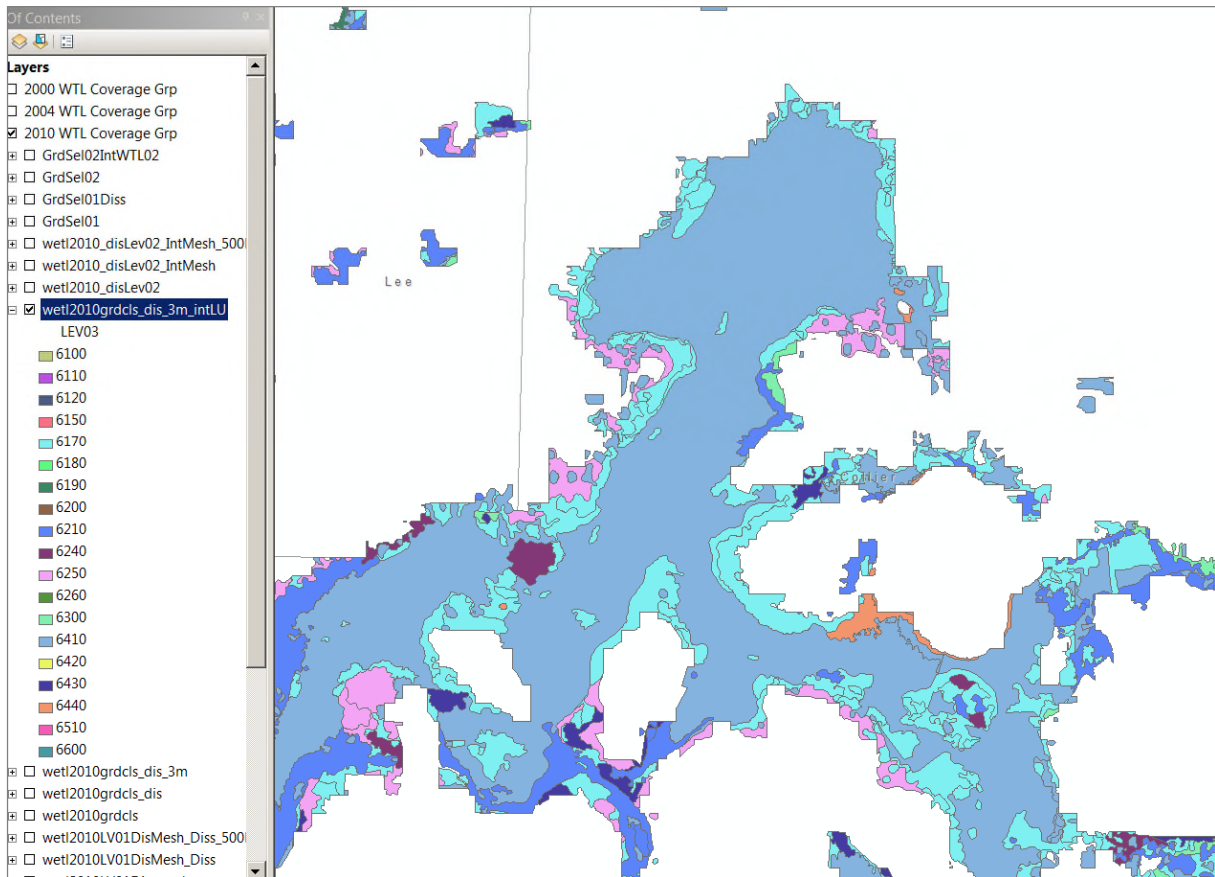 Of Contents
Layers
2000 WTL Coverage Grp
2004 WTL Coverage Grp
2010 WTL Coverage Grp
GrdSel02IntWTL02
GrdSel02
GrdSel01Diss
GrdSel01
wetl2010_disLev02_IntMesh_500
wetl2010_disLev02_IntMesh
wetl2010_disLev02
wetl2010grdcls_dis_3m_intLU
LEV03
6100
6110
6120
6150
6170
6180
6190
6200
6210
6240
6250
6260
6300
6410
6420
6430
6440
6510
6600
wetl2010grdcls_dis_3m
wetl2010grdcls_dis
wetl2010grdcls
wetl2010LV01DisMesh_Diss_500
wetl2010LV01DisMesh_Diss
Lee
Collier